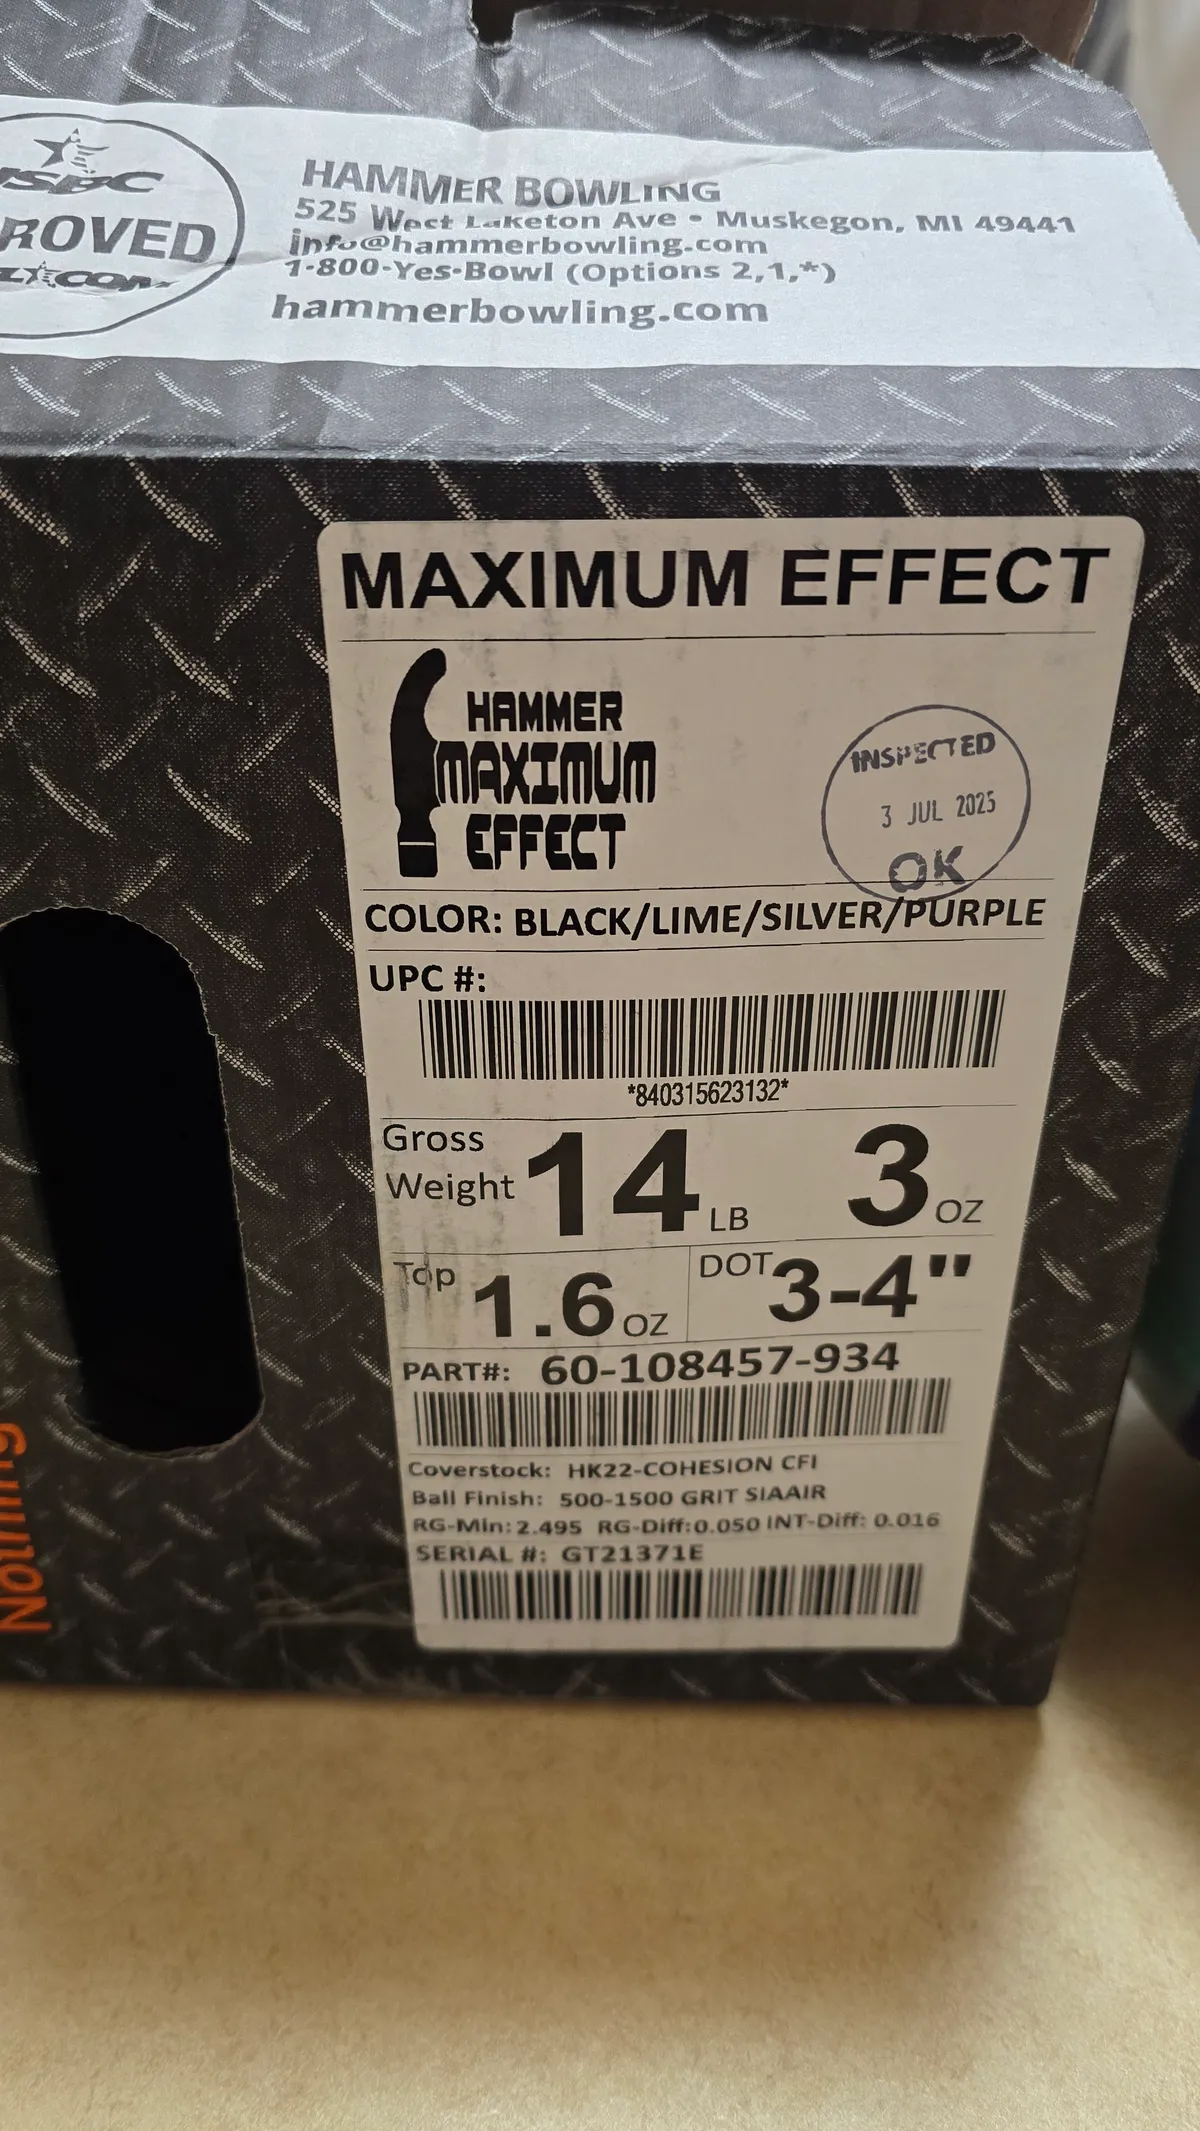 HAMMER BOWLING
525 West Laketon Ave • Muskegon, MI 49441
info@hammerbowling.com
1-800-Yes-Bowl (Options 2,1,*)
hammerbowling.com
MAXIMUM EFFECT
HAMMER
MAXIMUM
EFFECT
INSPECTED
3 JUL 2025
OK
COLOR: BLACK/LIME/SILVER/PURPLE
UPC #:
*840315623132*
Gross Weight 14 LB 3 OZ
Top 1.6 OZ DOT 3-4"
PART#: 60-108457-934
Coverstock: HK22-COHESION CFI
Ball Finish: 500-1500 GRIT SIAAIR
RG-Min: 2.495 RG-Diff: 0.050 INT-Diff: 0.016
SERIAL #: GT21371E
Nothing